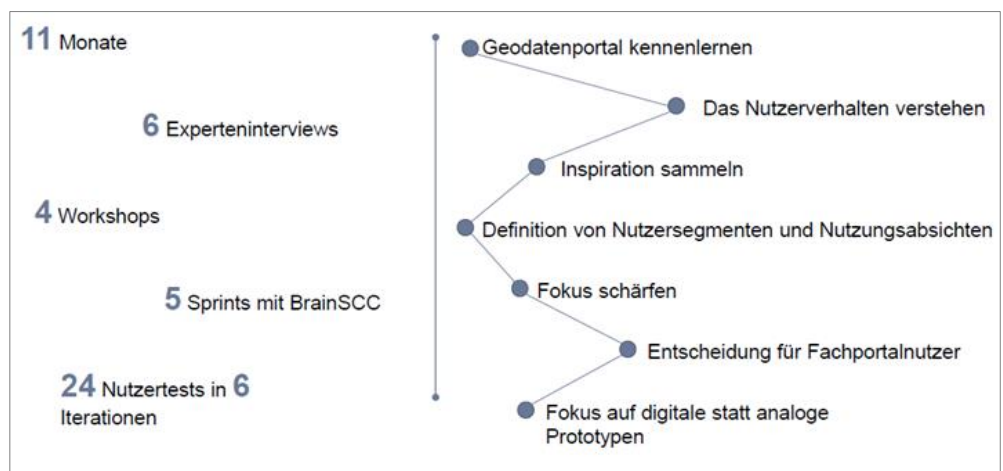 11 Monate
6 Experteninterviews
4 Workshops
5 Sprints mit BrainSCC
24 Nutzertests in 6
Iterationen
Geodatenportal kennenlernen
Das Nutzerverhalten verstehen
Inspiration sammeln
Definition von Nutzersegmenten und Nutzungsabsichten
Fokus schärfen
Entscheidung für Fachportalnutzer
Fokus auf digitale statt analoge
Prototypen